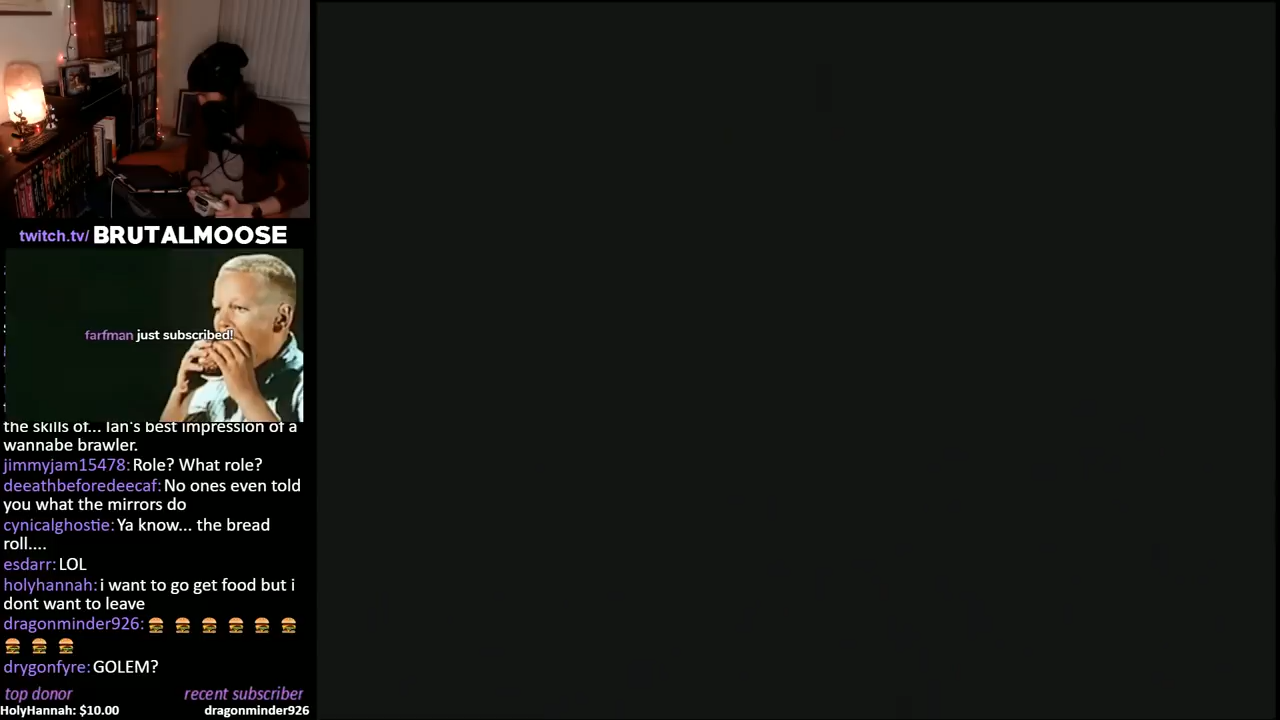 twitch.tv/ BRUTALMOOSE
farfman just subscribed!
the skills of... Ian's best impression of a
wannabe brawler.
jimmyjam15478: Role? What role?
deeathbeforedeecaf: No ones even told
you what the mirrors do
cynicalghostie: Ya know... the bread
roll....
esdarr: LOL
holyhannah: i want to go get food but i
dont want to leave
dragonminder926: 🍔 🍔 🍔 🍔 🍔 🍔
🍔 🍔 🍔
drygonfyre: GOLEM?
top donor recent subscriber
HolyHannah: $10.00 dragonminder926